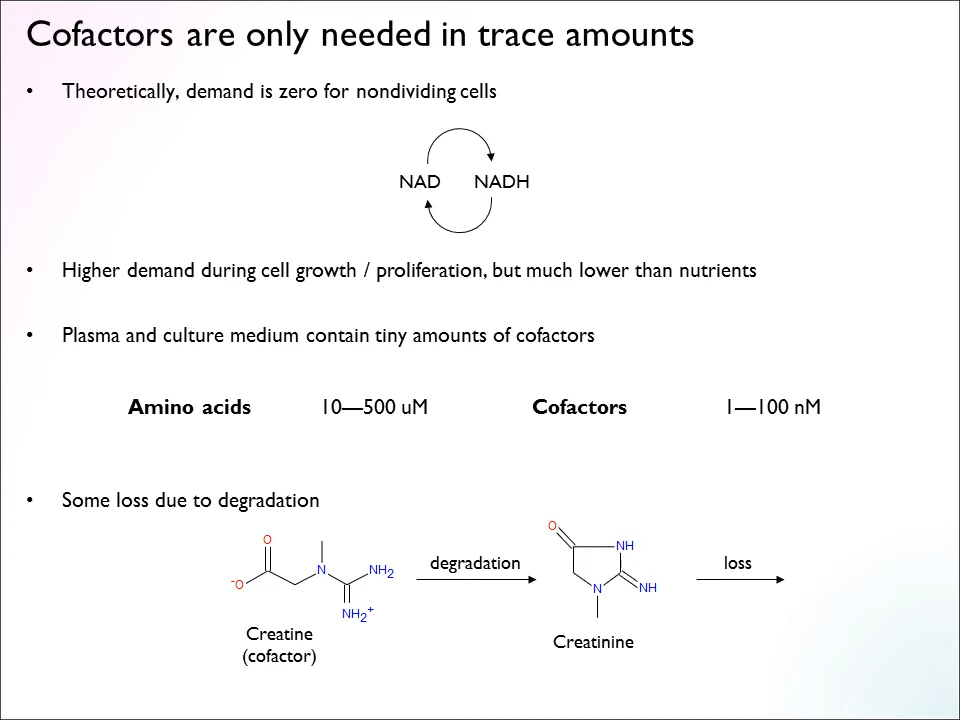 Cofactors are only needed in trace amounts
• Theoretically, demand is zero for nondividing cells
NAD NADH
• Higher demand during cell growth / proliferation, but much lower than nutrients
• Plasma and culture medium contain tiny amounts of cofactors
Amino acids 10—500 uM Cofactors 1—100 nM
• Some loss due to degradation
O
-O
N
NH2
NH2+
Creatine
(cofactor)
degradation
O
NH
N
NH
Creatinine
loss